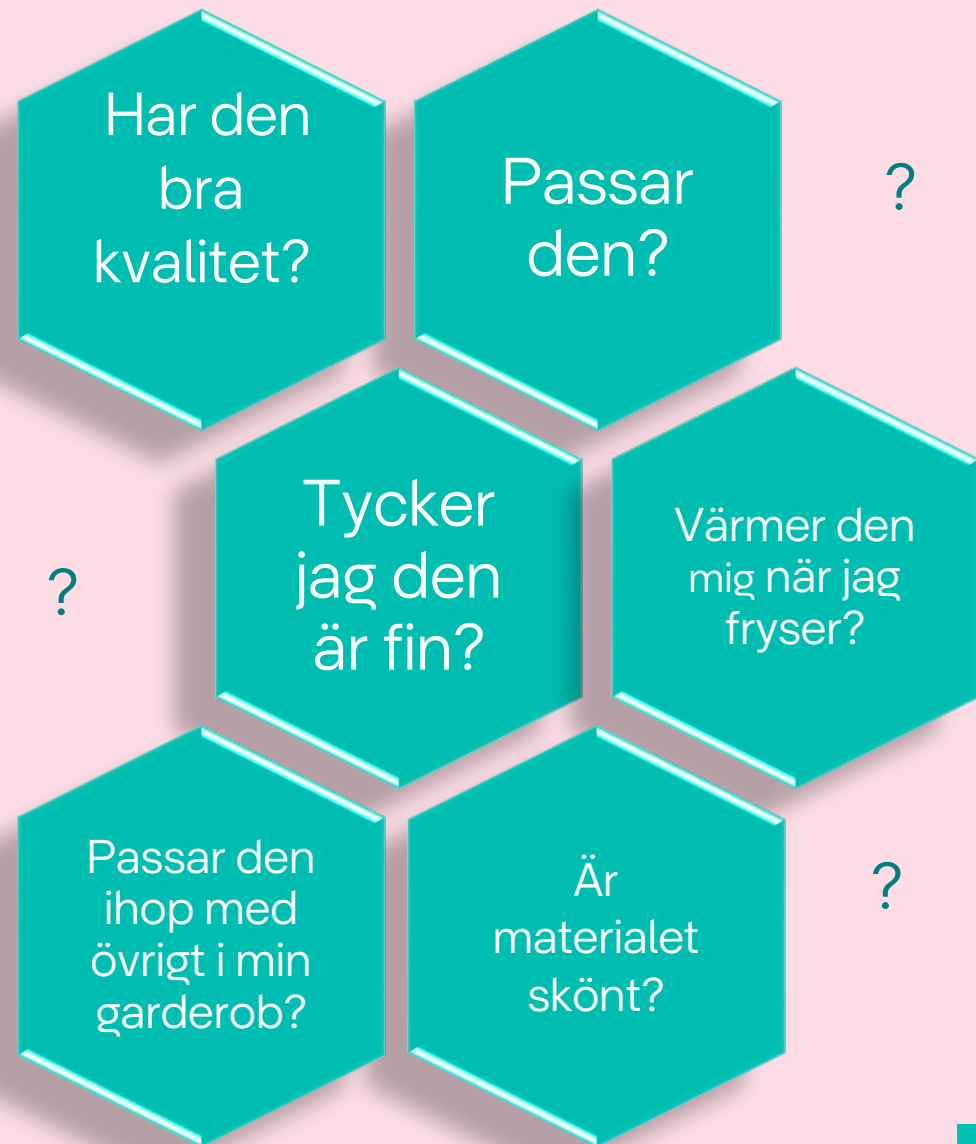 Har den
bra
kvalitet?
Passar
den?
?
Tycker
jag den
är fin?
Värmer den
mig när jag
fryser?
?
Passar den
ihop med
övrigt i min
garderob?
Är
materialet
skönt?
?